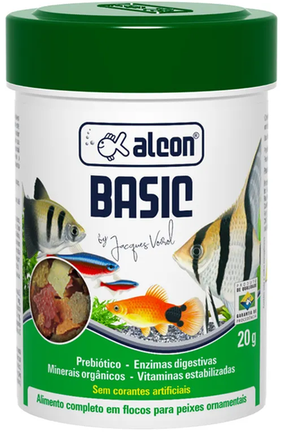 alcon®
BASIC
by Jacques Vosol
20g
Prebiótico - Enzimas digestivas
Minerais orgânicos - Vitaminas estabilizadas
Sem corantes artificiais
Alimento completo em flocos para peixes ornamentais